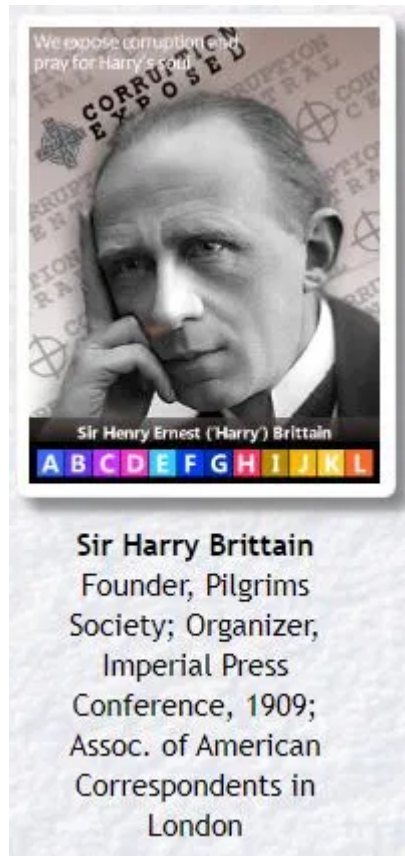 We expose corruption and
pray for Harry's soul
CORRUPTION
EXPOSED
Sir Henry Ernest ('Harry') Brittain
A B C D E F G H I J K L
Sir Harry Brittain
Founder, Pilgrims
Society; Organizer,
Imperial Press
Conference, 1909;
Assoc. of American
Correspondents in
London